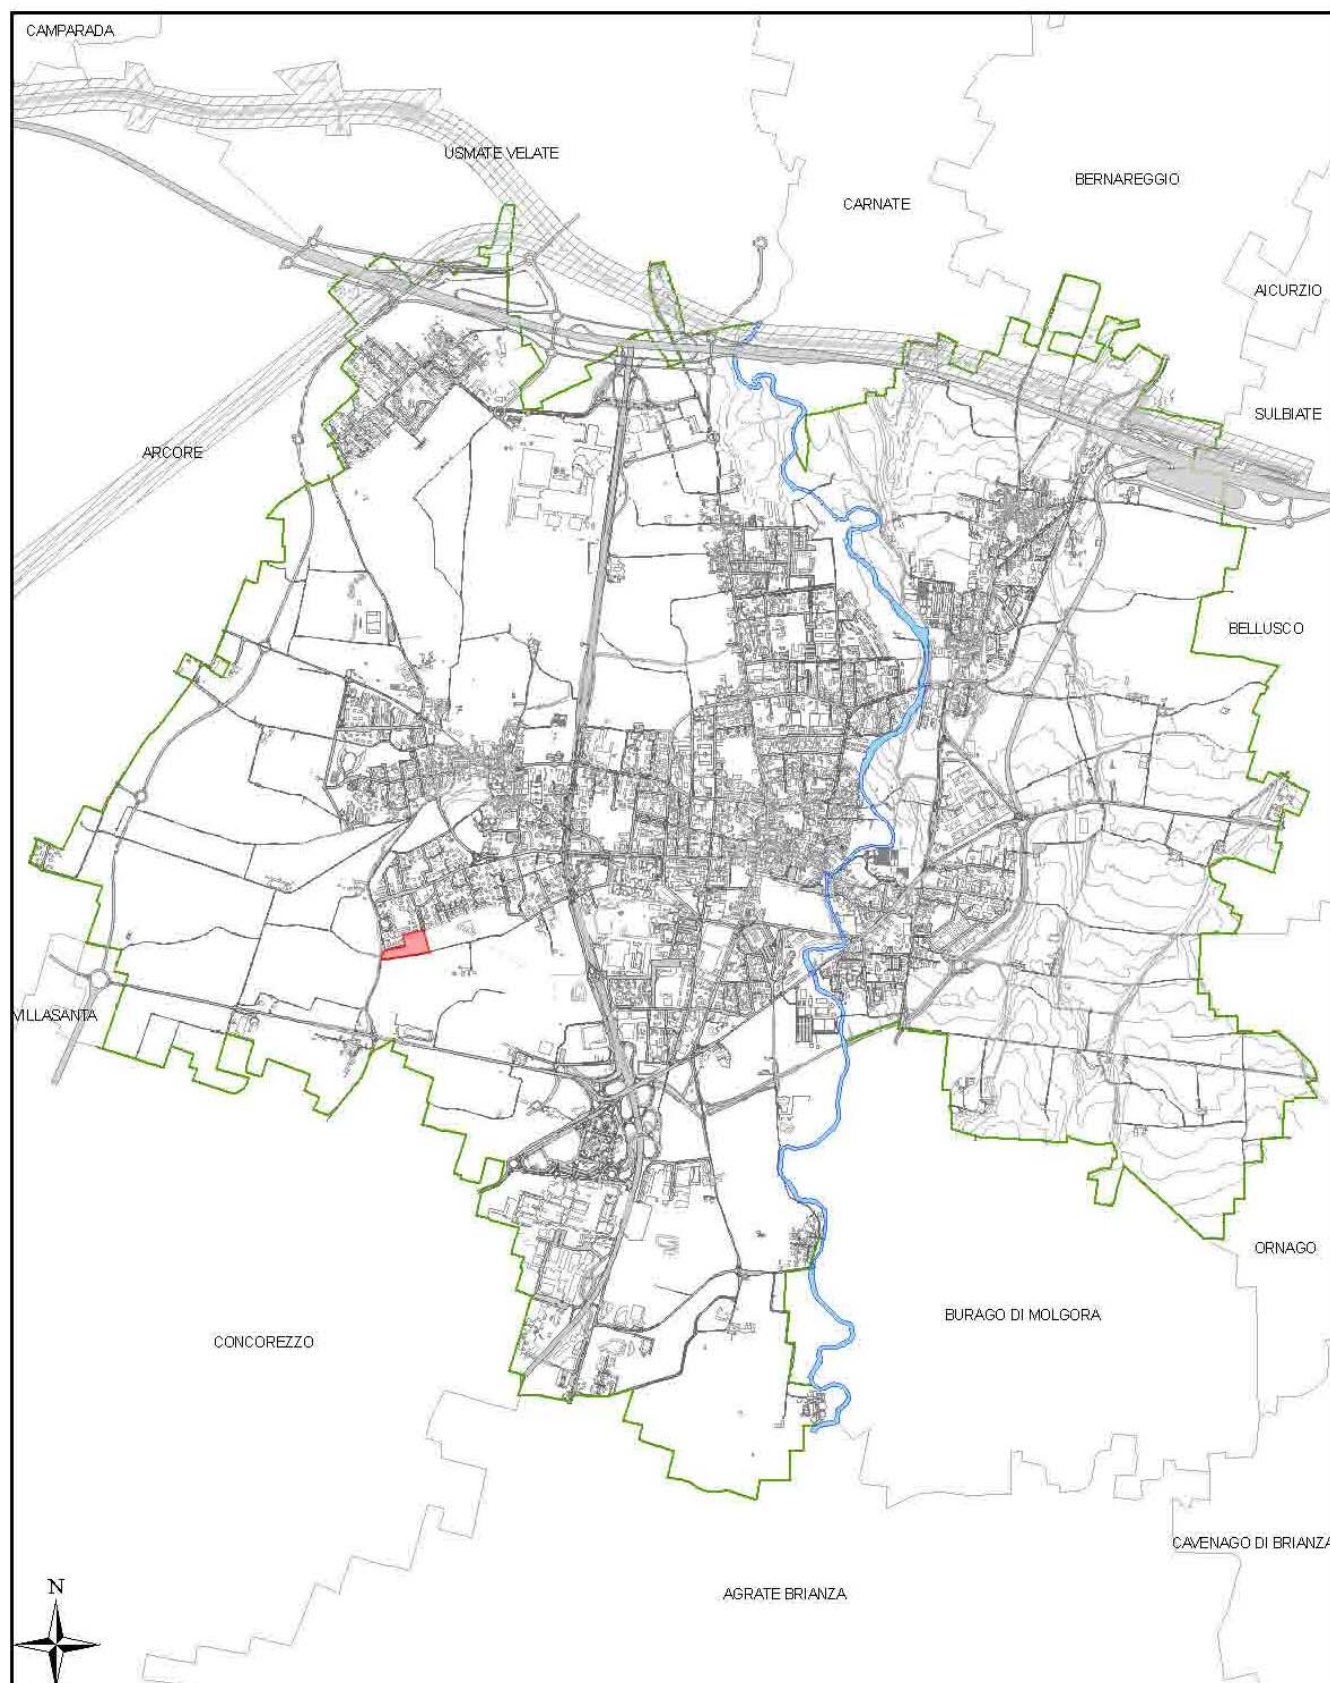 CAMPARADA
USMATE VELATE
BERNAREGGIO
CARNATE
AICURZIO
SULBIATE
ARCORE
BELLUSCO
VILLASANTA
ORNAGO
BURAGO DI MOLGORA
CONCOREZZO
CAVENAGO DI BRIANZA
AGRATE BRIANZA
N